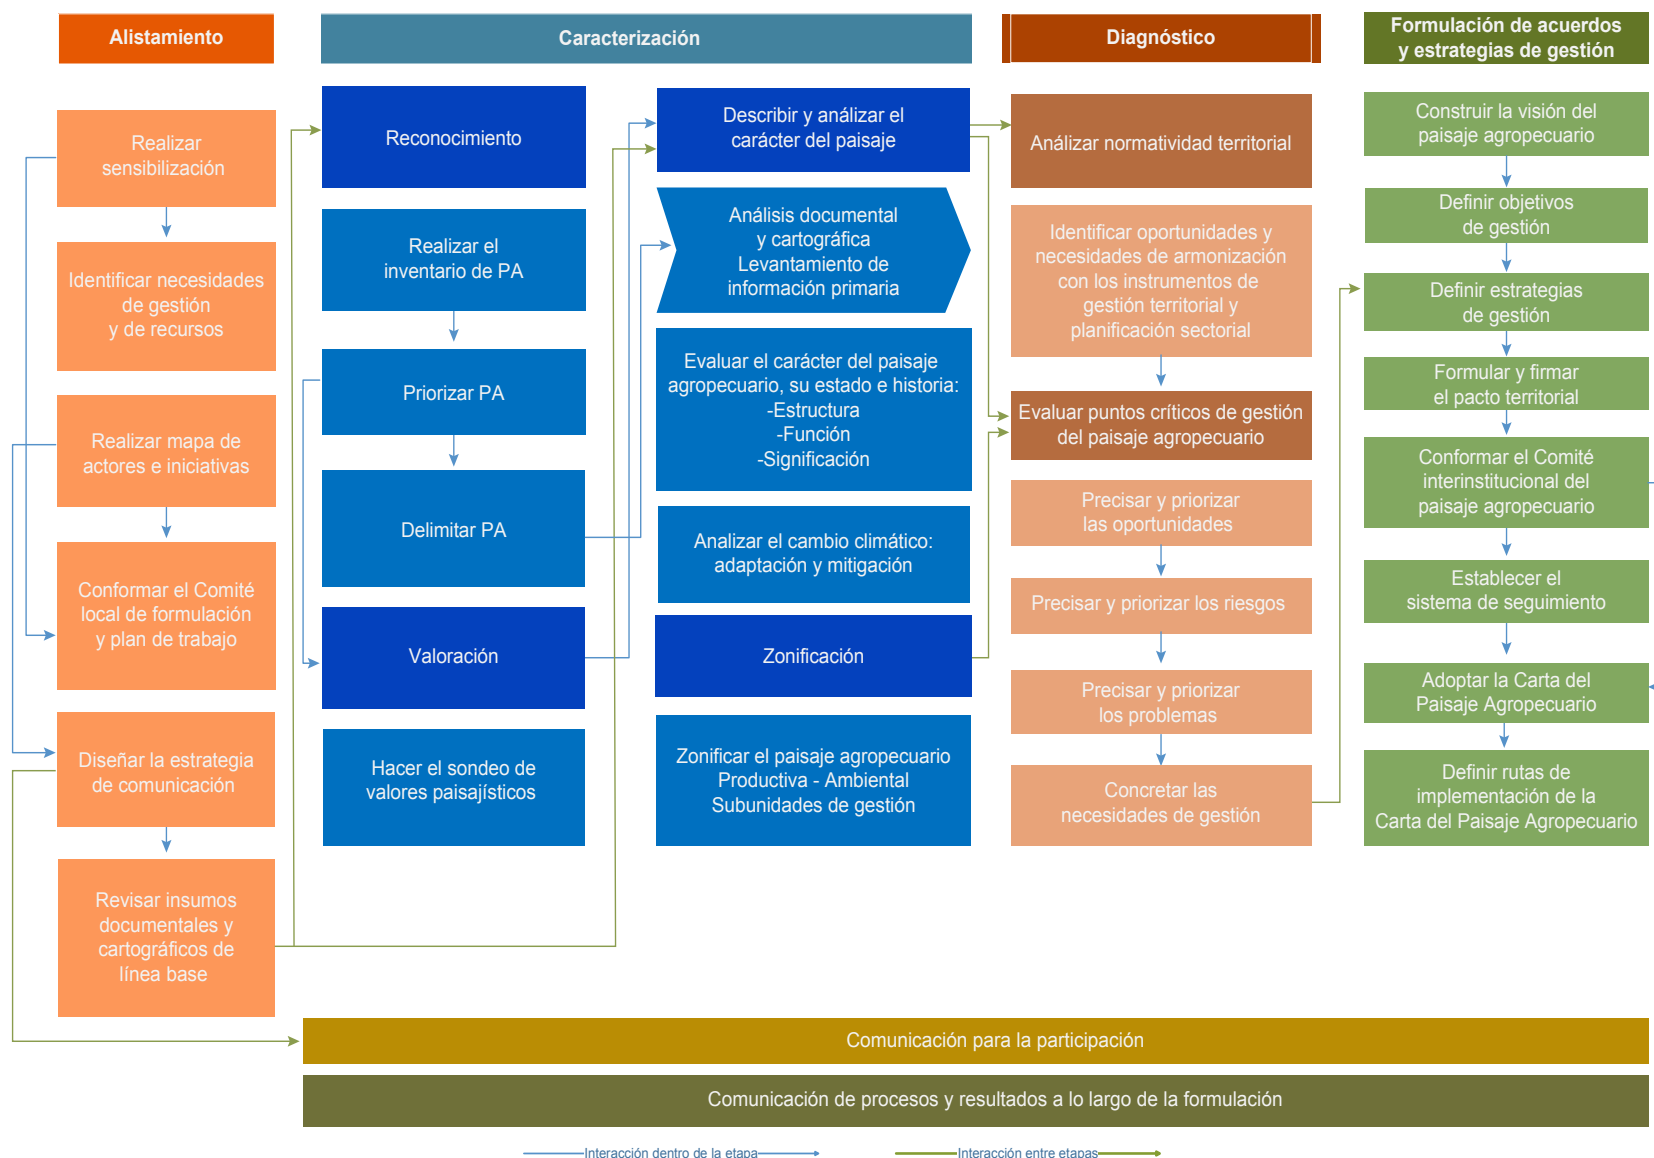 Alistamiento
Realizar
sensibilización
Identificar necesidades
de gestión
y de recursos
Realizar mapa de
actores e iniciativas
Conformar el Comité
local de formulación
y plan de trabajo
Diseñar la estrategia
de comunicación
Revisar insumos
documentales y
cartográficos de
línea base
Caracterización
Reconocimiento
Realizar el
inventario de PA
Priorizar PA
Delimitar PA
Valoración
Hacer el sondeo de
valores paisajísticos
Describir y análizar el
carácter del paisaje
Análisis documental
y cartográfica
Levantamiento de
información primaria
Evaluar el carácter del paisaje
agropecuario, su estado e historia:
-Estructura
-Función
-Significación
Analizar el cambio climático:
adaptación y mitigación
Zonificación
Zonificar el paisaje agropecuario
Productiva - Ambiental
Subunidades de gestión
Diagnóstico
Análizar normatividad territorial
Identificar oportunidades y
necesidades de armonización
con los instrumentos de
gestión territorial y
planificación sectorial
Evaluar puntos críticos de gestión
del paisaje agropecuario
Precisar y priorizar
las oportunidades
Precisar y priorizar los riesgos
Precisar y priorizar
los problemas
Concretar las
necesidades de gestión
Formulación de acuerdos
y estrategias de gestión
Construir la visión del
paisaje agropecuario
Definir objetivos
de gestión
Definir estrategias
de gestión
Formular y firmar
el pacto territorial
Conformar el Comité
interinstitucional del
paisaje agropecuario
Establecer el
sistema de seguimiento
Adoptar la Carta del
Paisaje Agropecuario
Definir rutas de
implementación de la
Carta del Paisaje Agropecuario
Comunicación para la participación
Comunicación de procesos y resultados a lo largo de la formulación
Interacción dentro de la etapa
Interacción entre etapas